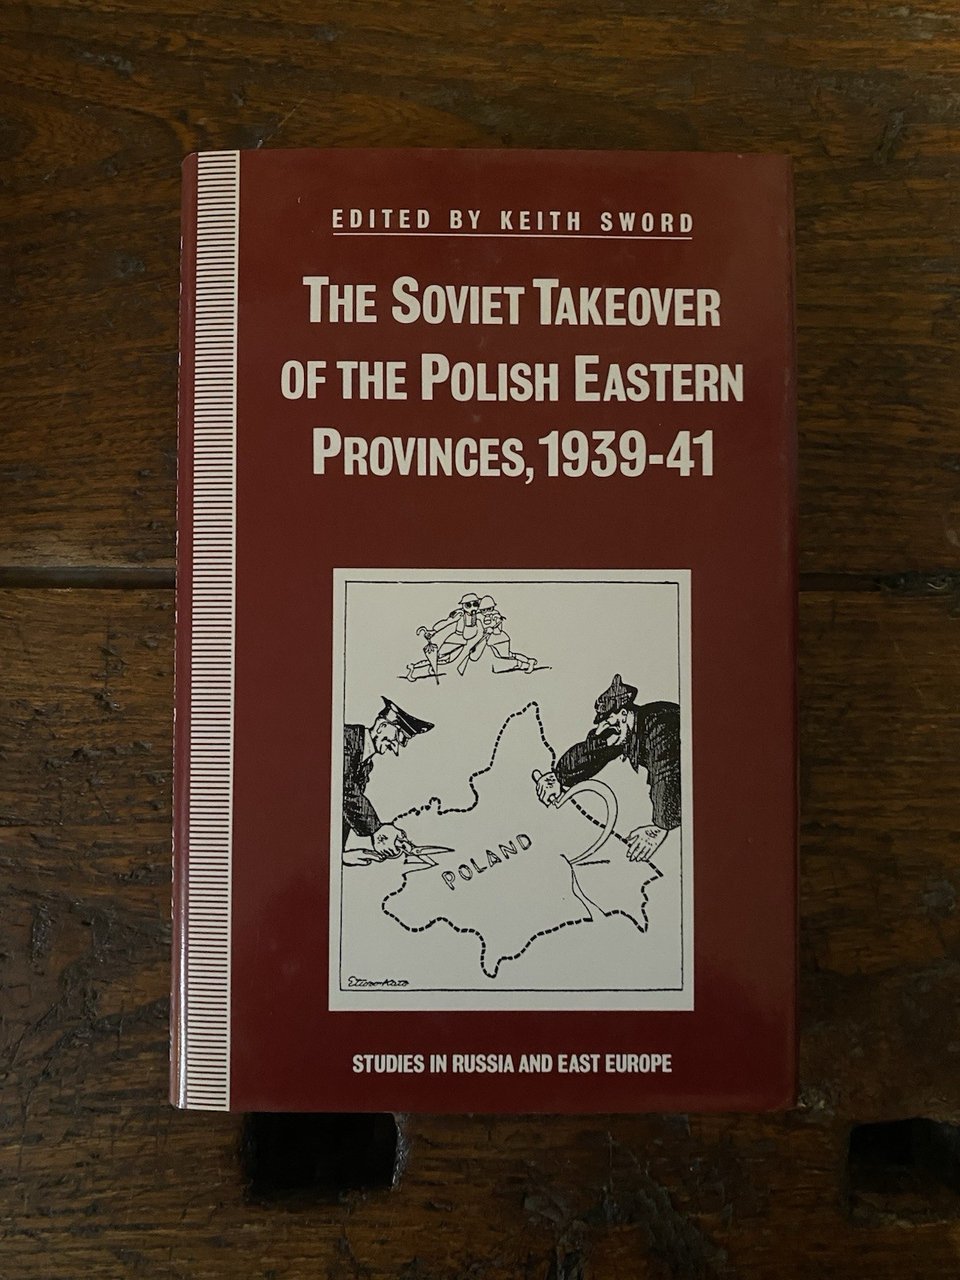 EDITED BY KEITH SWORD
THE SOVIET TAKEOVER
OF THE POLISH EASTERN
PROVINCES, 1939-41
POLAND
STUDIES IN RUSSIA AND EAST EUROPE